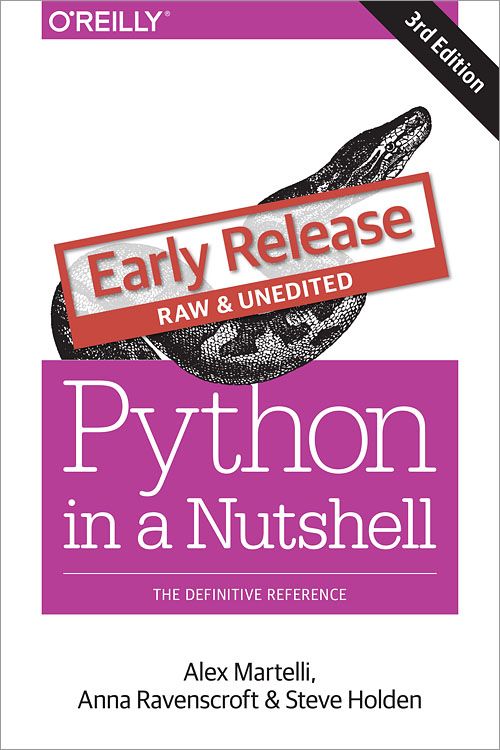 O'REILLY®
3rd Edition
Early Release
RAW & UNEDITED
Python
in a Nutshell
THE DEFINITIVE REFERENCE
Alex Martelli,
Anna Ravenscroft & Steve Holden